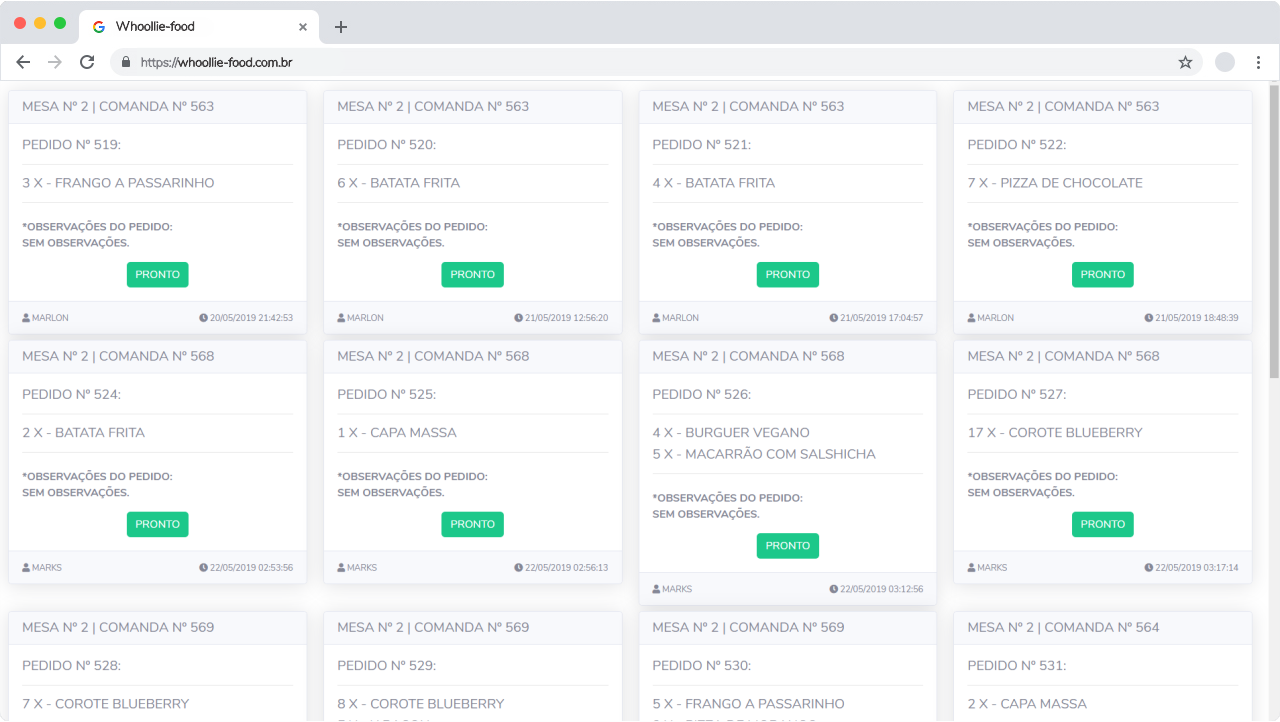 Whoollie-food
https://whoollie-food.com.br
MESA Nº 2 | COMANDA Nº 563
PEDIDO Nº 519:
3 X - FRANGO A PASSARINHO
*OBSERVAÇÕES DO PEDIDO:
SEM OBSERVAÇÕES.
PRONTO
MARLON 20/05/2019 21:42:53
MESA Nº 2 | COMANDA Nº 563
PEDIDO Nº 520:
6 X - BATATA FRITA
*OBSERVAÇÕES DO PEDIDO:
SEM OBSERVAÇÕES.
PRONTO
MARLON 21/05/2019 12:56:20
MESA Nº 2 | COMANDA Nº 563
PEDIDO Nº 521:
4 X - BATATA FRITA
*OBSERVAÇÕES DO PEDIDO:
SEM OBSERVAÇÕES.
PRONTO
MARLON 21/05/2019 17:04:57
MESA Nº 2 | COMANDA Nº 563
PEDIDO Nº 522:
7 X - PIZZA DE CHOCOLATE
*OBSERVAÇÕES DO PEDIDO:
SEM OBSERVAÇÕES.
PRONTO
MARLON 21/05/2019 18:48:39
MESA Nº 2 | COMANDA Nº 568
PEDIDO Nº 524:
2 X - BATATA FRITA
*OBSERVAÇÕES DO PEDIDO:
SEM OBSERVAÇÕES.
PRONTO
MARKS 22/05/2019 02:53:56
MESA Nº 2 | COMANDA Nº 568
PEDIDO Nº 525:
1 X - CAPA MASSA
*OBSERVAÇÕES DO PEDIDO:
SEM OBSERVAÇÕES.
PRONTO
MARKS 22/05/2019 02:56:13
MESA Nº 2 | COMANDA Nº 568
PEDIDO Nº 526:
4 X - BURGUER VEGANO
5 X - MACARRÃO COM SALSHICHA
*OBSERVAÇÕES DO PEDIDO:
SEM OBSERVAÇÕES.
PRONTO
MARKS 22/05/2019 03:12:56
MESA Nº 2 | COMANDA Nº 568
PEDIDO Nº 527:
17 X - COROTE BLUEBERRY
*OBSERVAÇÕES DO PEDIDO:
SEM OBSERVAÇÕES.
PRONTO
MARKS 22/05/2019 03:17:14
MESA Nº 2 | COMANDA Nº 569
PEDIDO Nº 528:
7 X - COROTE BLUEBERRY
MESA Nº 2 | COMANDA Nº 569
PEDIDO Nº 529:
8 X - COROTE BLUEBERRY
MESA Nº 2 | COMANDA Nº 569
PEDIDO Nº 530:
5 X - FRANGO A PASSARINHO
MESA Nº 2 | COMANDA Nº 564
PEDIDO Nº 531:
2 X - CAPA MASSA